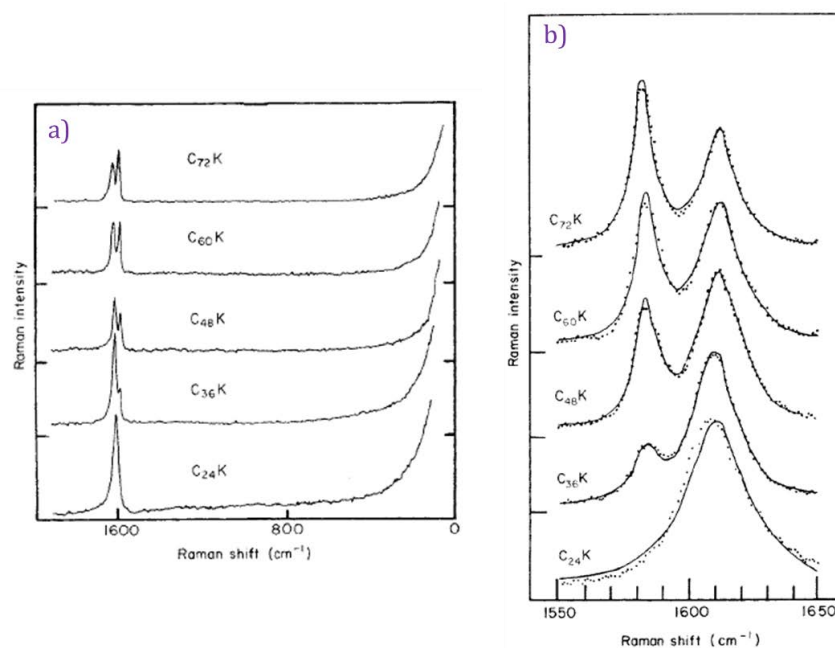 a)
C₇₂K
C₆₀K
C₄₈K
C₃₆K
C₂₄K
Raman intensity
1600 800 0
Raman shift (cm⁻¹)
b)
C₇₂K
C₆₀K
C₄₈K
C₃₆K
C₂₄K
Raman intensity
1550 1600 1650
Raman shift (cm⁻¹)